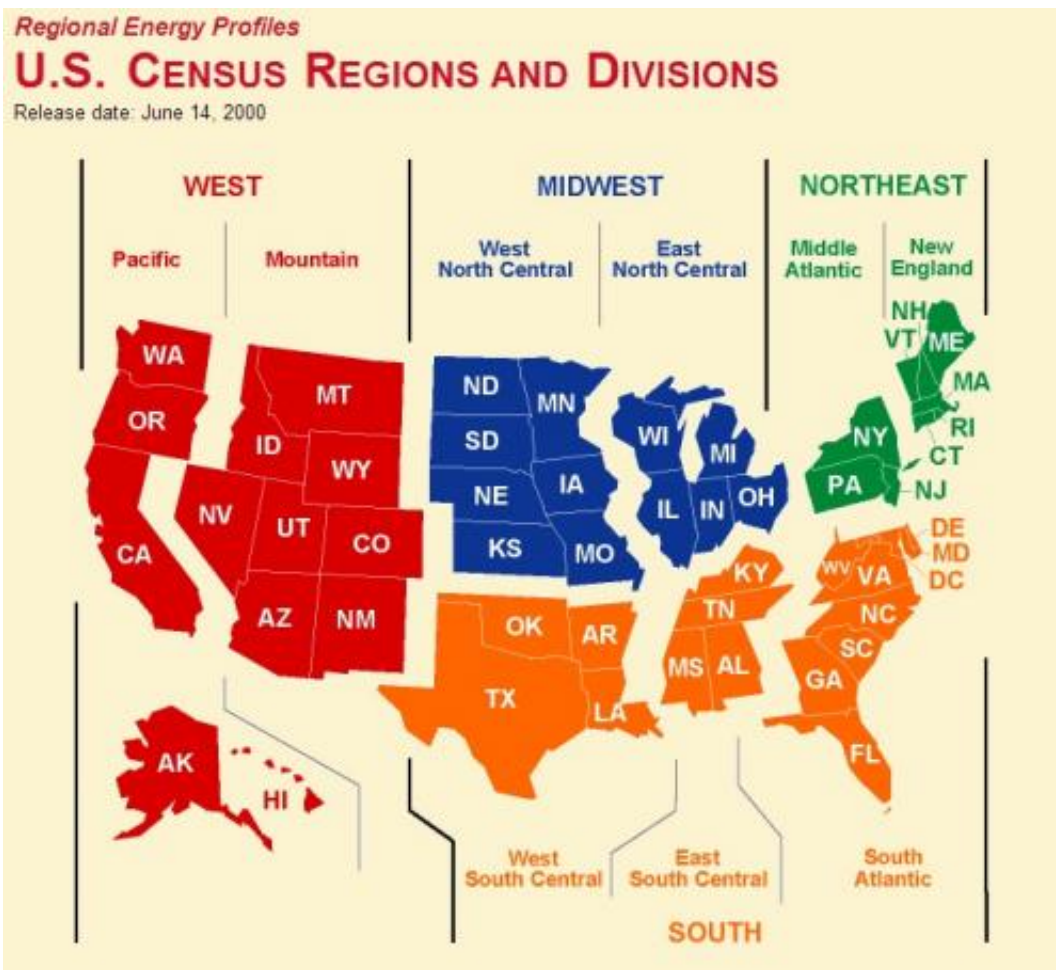 Regional Energy Profiles
U.S. CENSUS REGIONS AND DIVISIONS
Release date: June 14, 2000
WEST
MIDWEST
NORTHEAST
Pacific
Mountain
West
North Central
East
North Central
Middle
Atlantic
New
England
WA
OR
CA
MT
ID
WY
NV
UT
CO
AZ
NM
AK
HI
ND
MN
SD
NE
IA
KS
MO
WI
MI
IL
IN
OH
NH
VT
ME
MA
RI
CT
NY
PA
NJ
DE
MD
DC
WV
VA
KY
TN
NC
SC
OK
AR
TX
LA
MS
AL
GA
FL
West
South Central
East
South Central
South
Atlantic
SOUTH